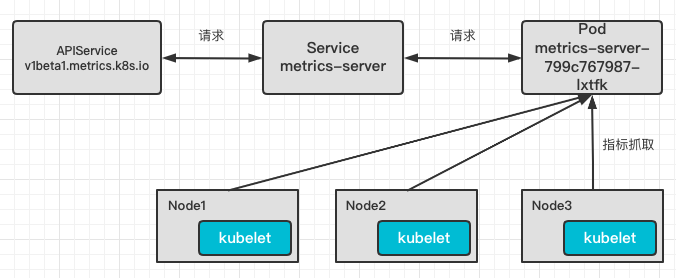 APIService
v1beta1.metrics.k8s.io
请求
Service
metrics-server
请求
Pod
metrics-server-
799c767987-
lxtfk
指标抓取
Node1
kubelet
Node2
kubelet
Node3
kubelet